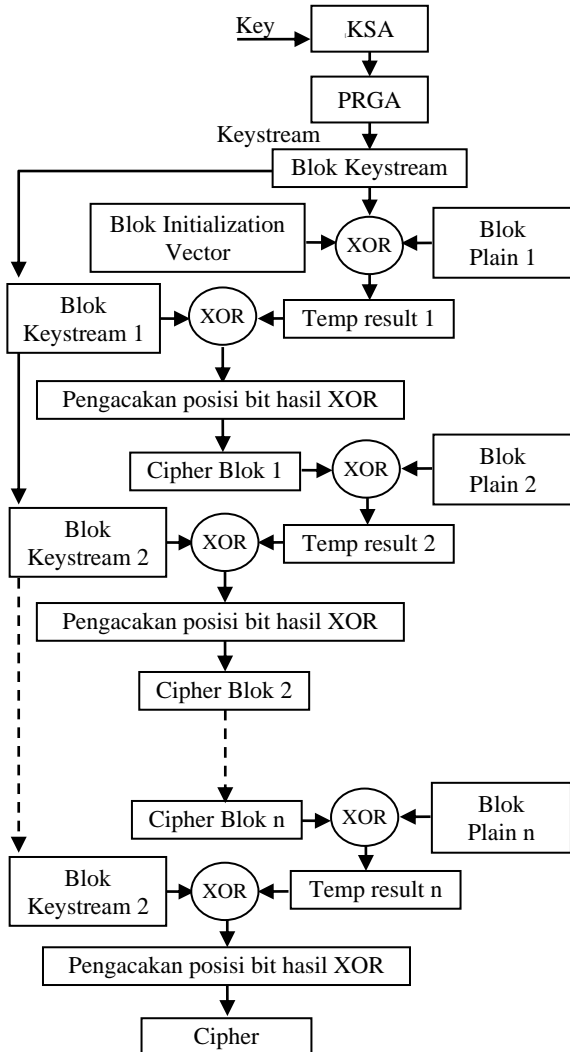 Key
KSA
PRGA
Keystream
Blok Keystream
Blok Initialization
Vector
XOR
Blok
Plain 1
Blok
Keystream 1
XOR
Temp result 1
Pengacakan posisi bit hasil XOR
Cipher Blok 1
XOR
Blok
Plain 2
Blok
Keystream 2
XOR
Temp result 2
Pengacakan posisi bit hasil XOR
Cipher Blok 2
Cipher Blok n
XOR
Blok
Plain n
Blok
Keystream 2
XOR
Temp result n
Pengacakan posisi bit hasil XOR
Cipher